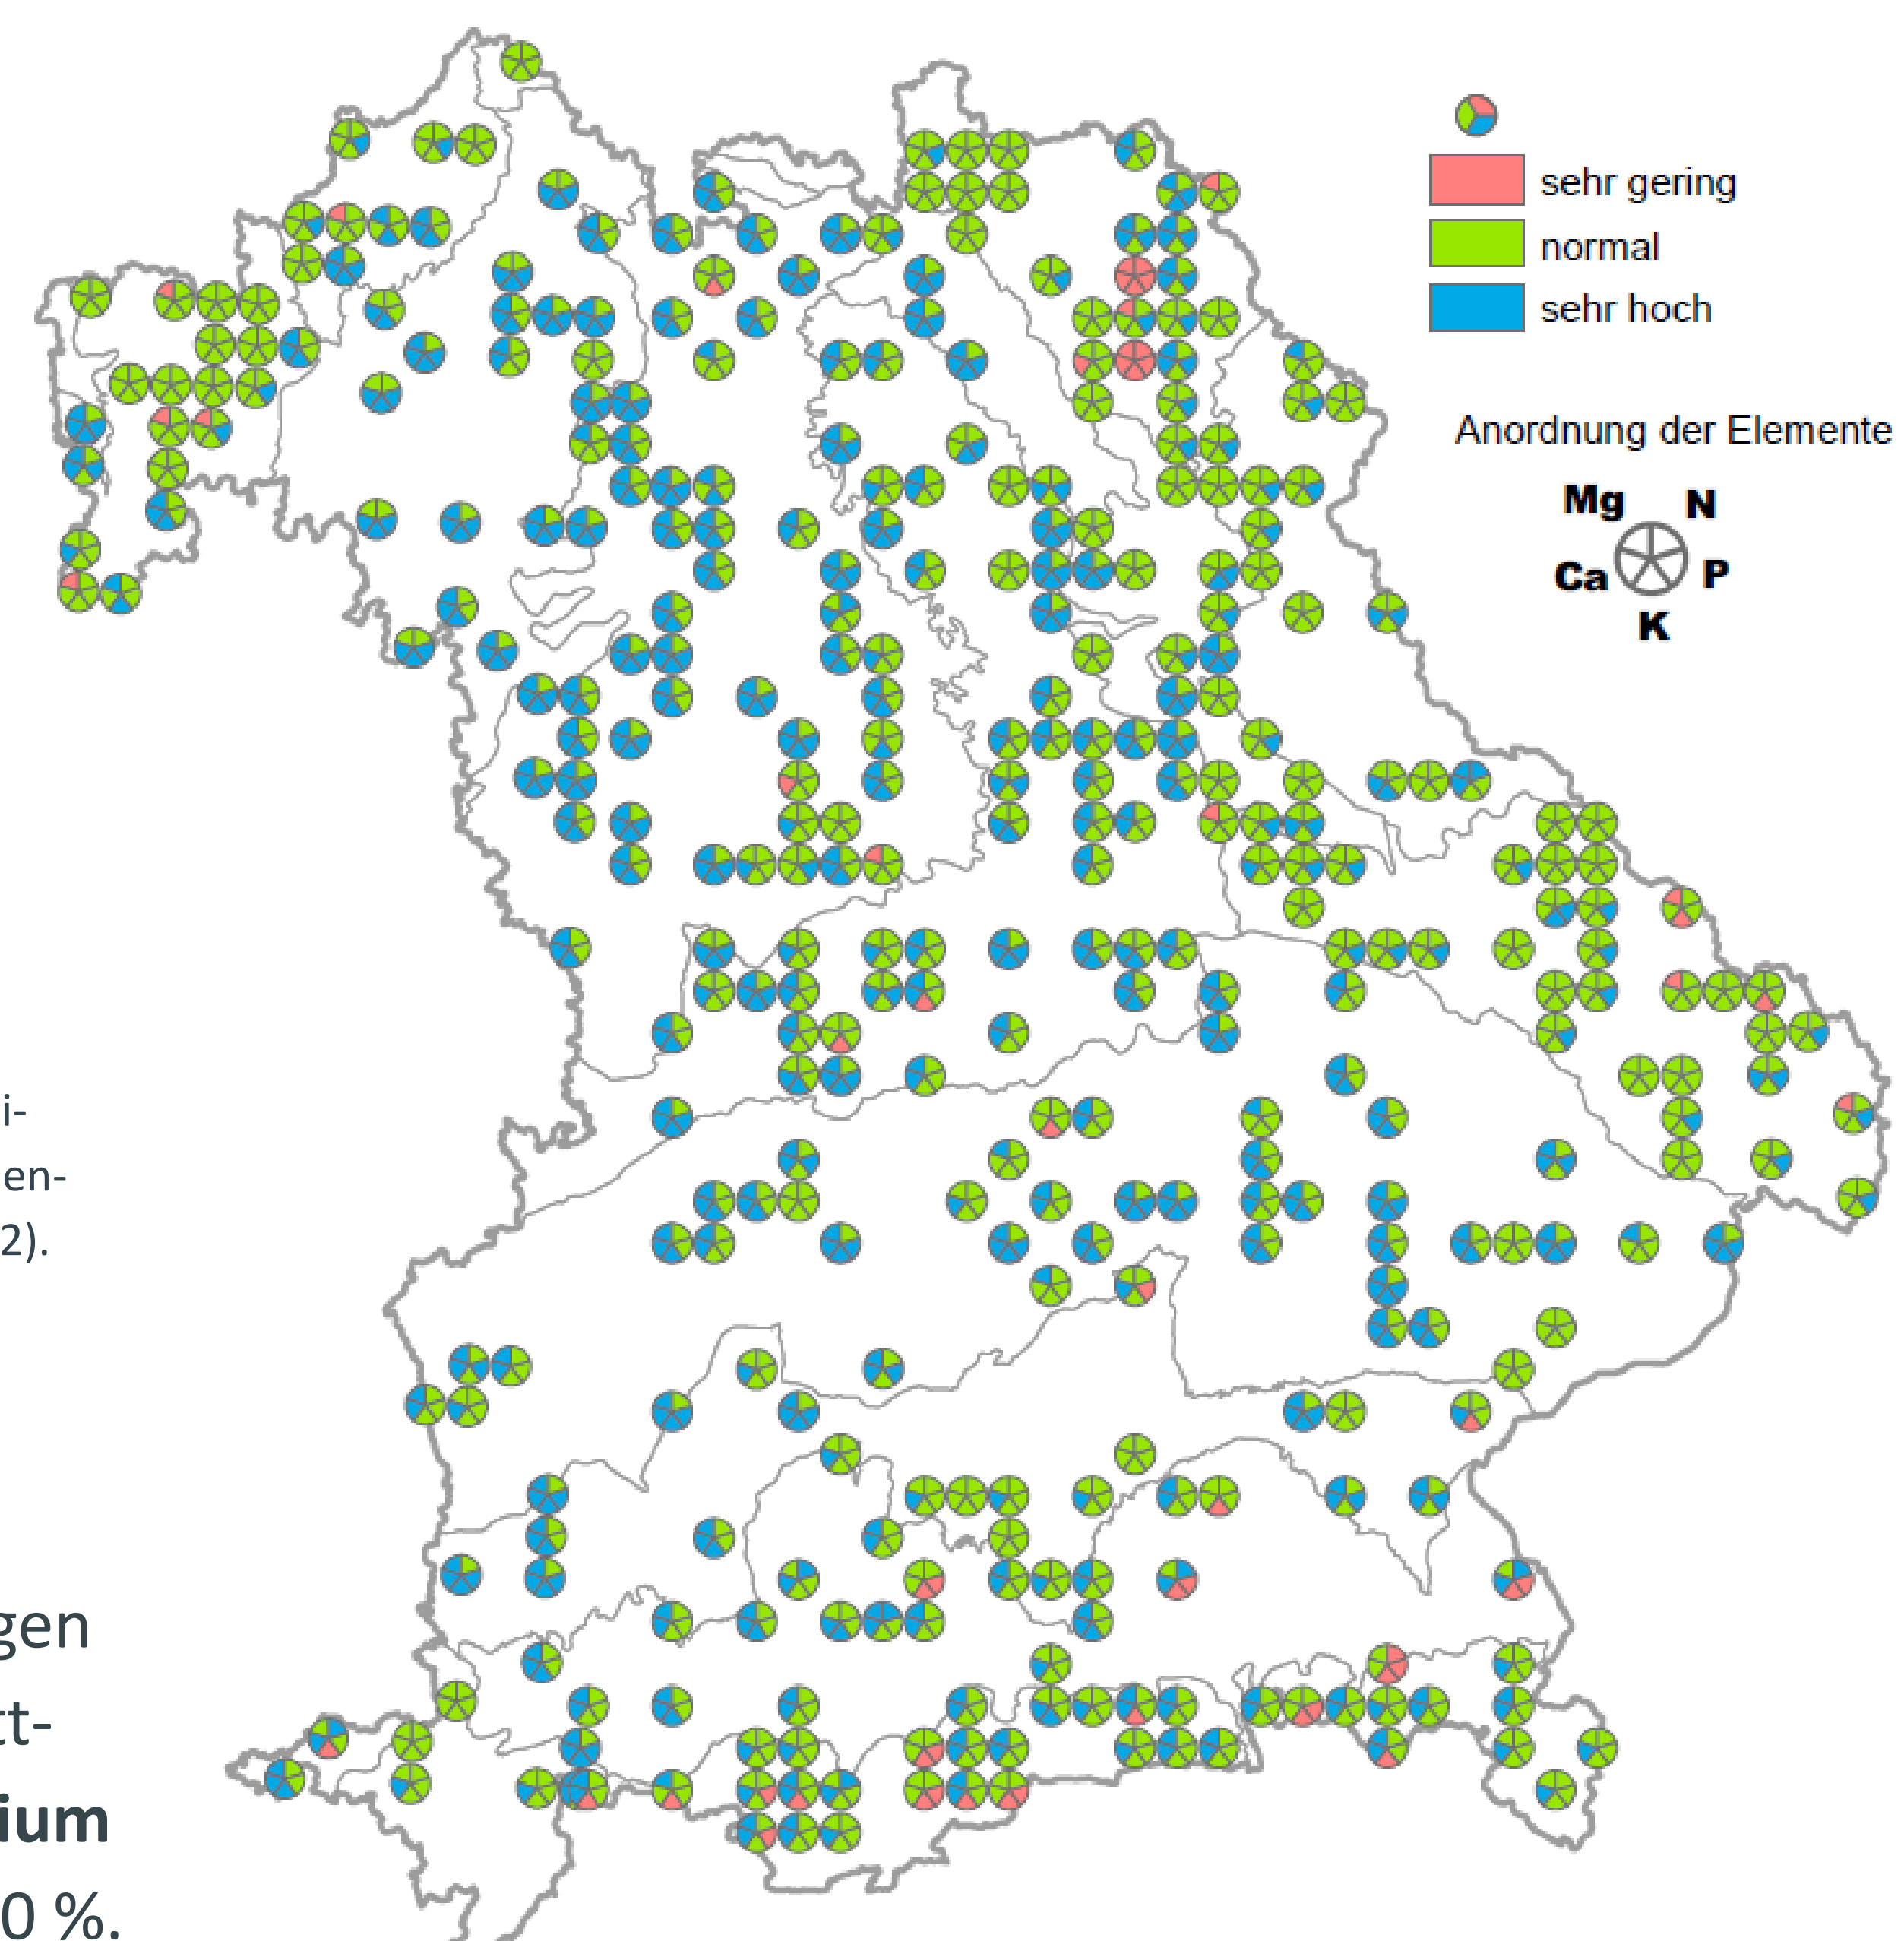 sehr gering
normal
sehr hoch
Anordnung der Elemente
Mg N
Ca P
K
i-
en-
2).
gen
tt-
ium
0 %.